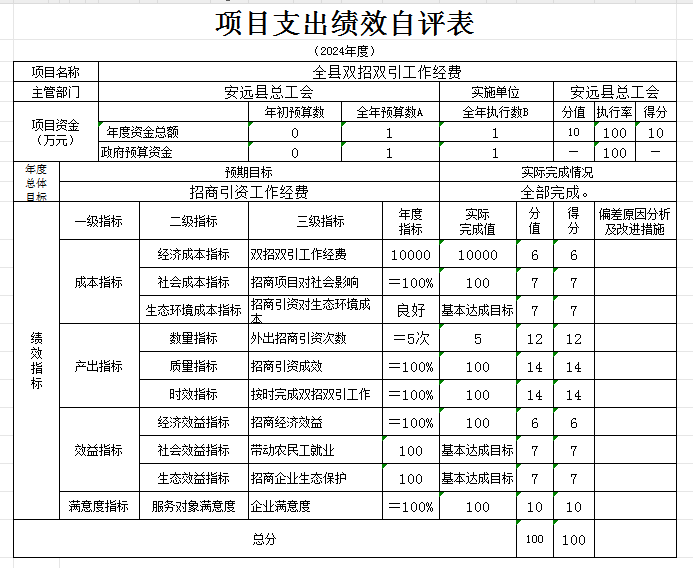 项目支出绩效自评表
（2024年度）
项目名称 全县双招双引工作经费
主管部门 安远县总工会 实施单位 安远县总工会
项目资金（万元） 年初预算数 全年预算数A 全年执行数B 分值 执行率 得分
年度资金总额 0 1 1 10 100 10
政府预算资金 0 1 1 － 100 －
年度总体目标 预期目标 实际完成情况
招商引资工作经费 全部完成。
绩效指标 一级指标 二级指标 三级指标 年度指标 实际完成值 分值 得分 偏差原因分析及改进措施
成本指标 经济成本指标 双招双引工作经费 10000 10000 6 6
社会成本指标 招商项目对社会影响 ＝100% 100 7 7
生态环境成本指标 招商引资对生态环境成本 良好 基本达成目标 7 7
产出指标 数量指标 外出招商引资次数 ＝5次 5 12 12
质量指标 招商引资成效 ＝100% 100 14 14
时效指标 按时完成双招双引工作 ＝100% 100 14 14
效益指标 经济效益指标 招商经济效益 ＝100% 100 6 6
社会效益指标 带动农民工就业 100 基本达成目标 7 7
生态效益指标 招商企业生态保护 100 基本达成目标 7 7
满意度指标 服务对象满意度 企业满意度 ＝100% 100 10 10
总分 100 100